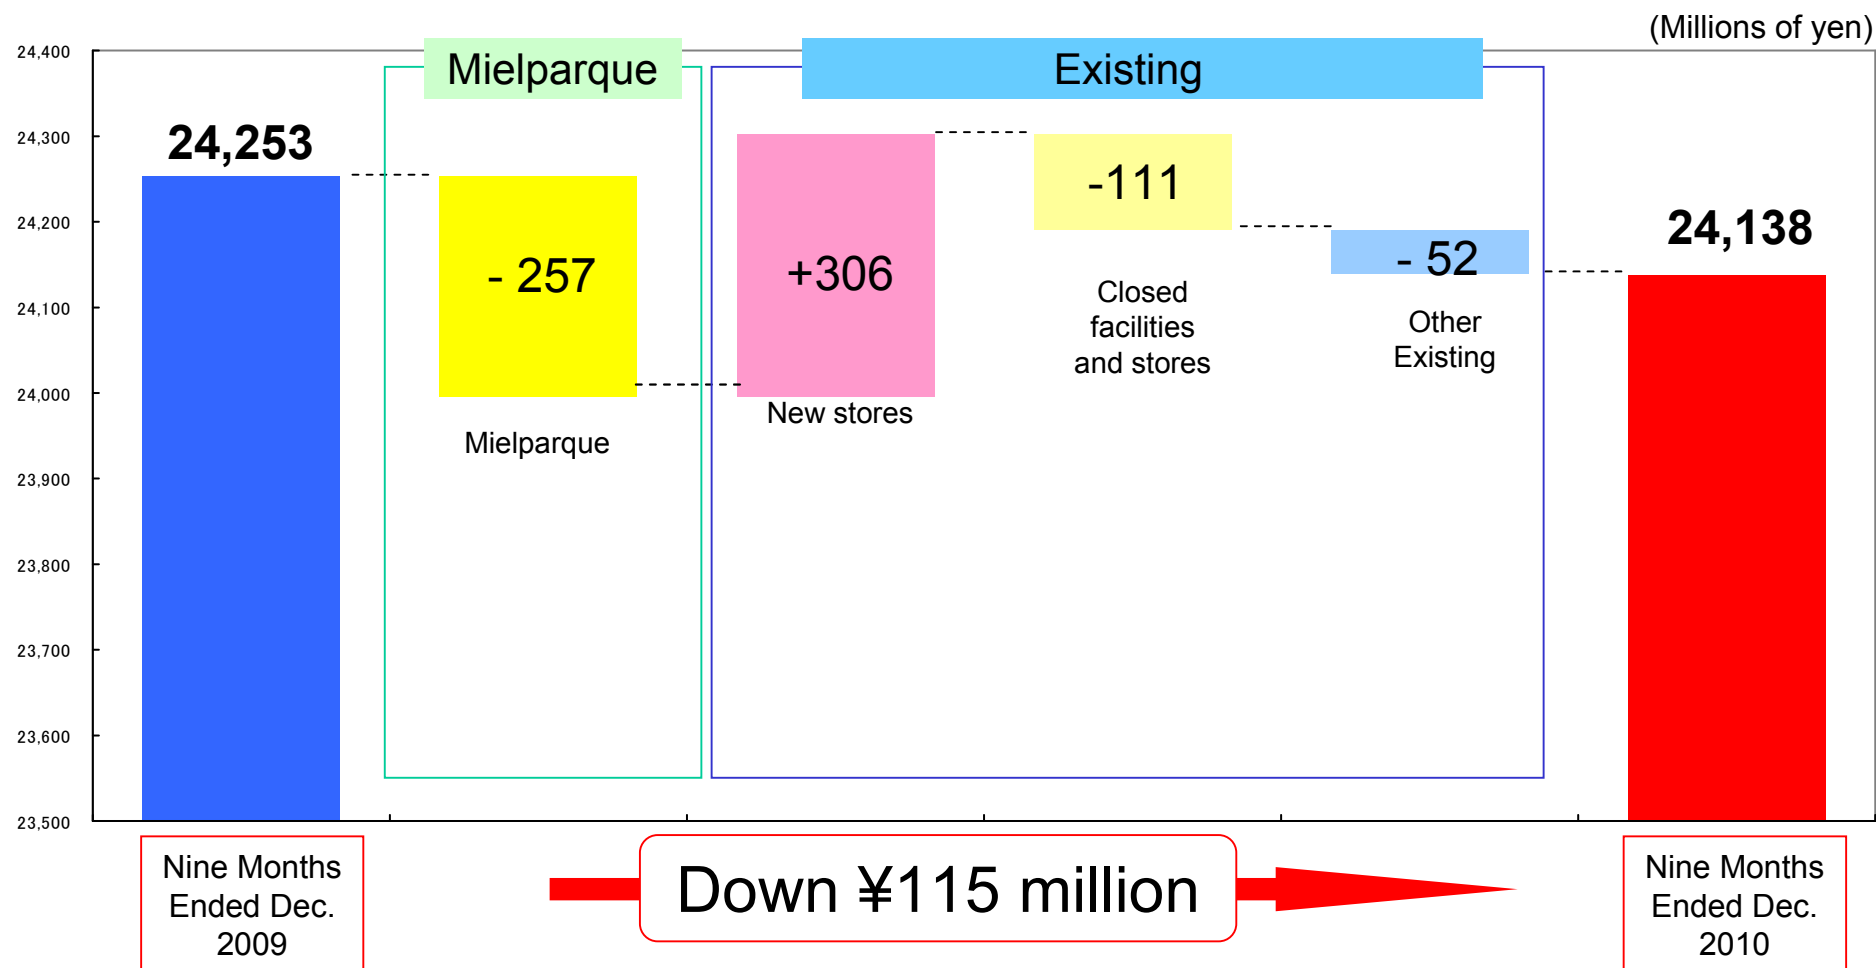 (Millions of yen)
24,400
24,300
24,200
24,100
24,000
23,900
23,800
23,700
23,600
23,500
Mielparque
Existing
24,253
- 257
+306
-111
- 52
24,138
Mielparque
New stores
Closed
facilities
and stores
Other
Existing
Nine Months
Ended Dec.
2009
Down ¥115 million
Nine Months
Ended Dec.
2010